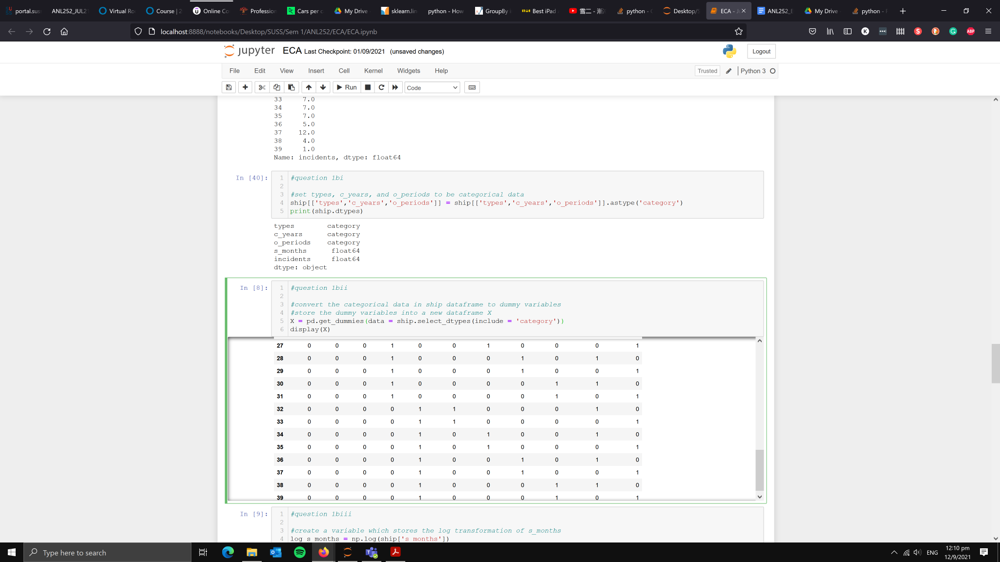 portal.sus ANL252_JUL21 Virtual Ro Course | 2 Online Co Profession Cars per c My Drive sklearn.lin python - How GroupBy Best iPad 雪二 - 漸 python - Desktop/S ECA - J ANL252_E My Drive python -
localhost:8888/notebooks/Desktop/SUSS/Sem 1/ANL252/ECA/ECA.ipynb
jupyter ECA Last Checkpoint: 01/09/2021 (unsaved changes) Logout
File Edit View Insert Cell Kernel Widgets Help Trusted Python 3
Run Code
33 7.0
34 7.0
35 7.0
36 5.0
37 12.0
38 4.0
39 1.0
Name: incidents, dtype: float64
In [40]: 1 #question 1bi
2
3 #set types, c_years, and o_periods to be categorical data
4 ship[['types','c_years','o_periods']] = ship[['types','c_years','o_periods']].astype('category')
5 print(ship.dtypes)
types category
c_years category
o_periods category
s_months float64
incidents float64
dtype: object
In [8]: 1 #question 1bii
2
3 #convert the categorical data in ship dataframe to dummy variables
4 #store the dummy variables into a new dataframe X
5 X = pd.get_dummies(data = ship.select_dtypes(include = 'category'))
6 display(X)
27 0 0 0 1 0 0 1 0 0 0 1
28 0 0 0 1 0 0 0 1 0 1 0
29 0 0 0 1 0 0 0 1 0 0 1
30 0 0 0 1 0 0 0 0 1 1 0
31 0 0 0 1 0 0 0 0 1 0 1
32 0 0 0 0 1 1 0 0 0 1 0
33 0 0 0 0 1 1 0 0 0 0 1
34 0 0 0 0 1 0 1 0 0 1 0
35 0 0 0 0 1 0 1 0 0 0 1
36 0 0 0 0 1 0 0 1 0 1 0
37 0 0 0 0 1 0 0 1 0 0 1
38 0 0 0 0 1 0 0 0 1 1 0
39 0 0 0 0 1 0 0 0 1 0 1
In [9]: 1 #question 1biii
2
3 #create a variable which stores the log transformation of s_months
4 log_s_months = np.log(ship['s_months'])
Type here to search ENG 12:10 pm
12/9/2021